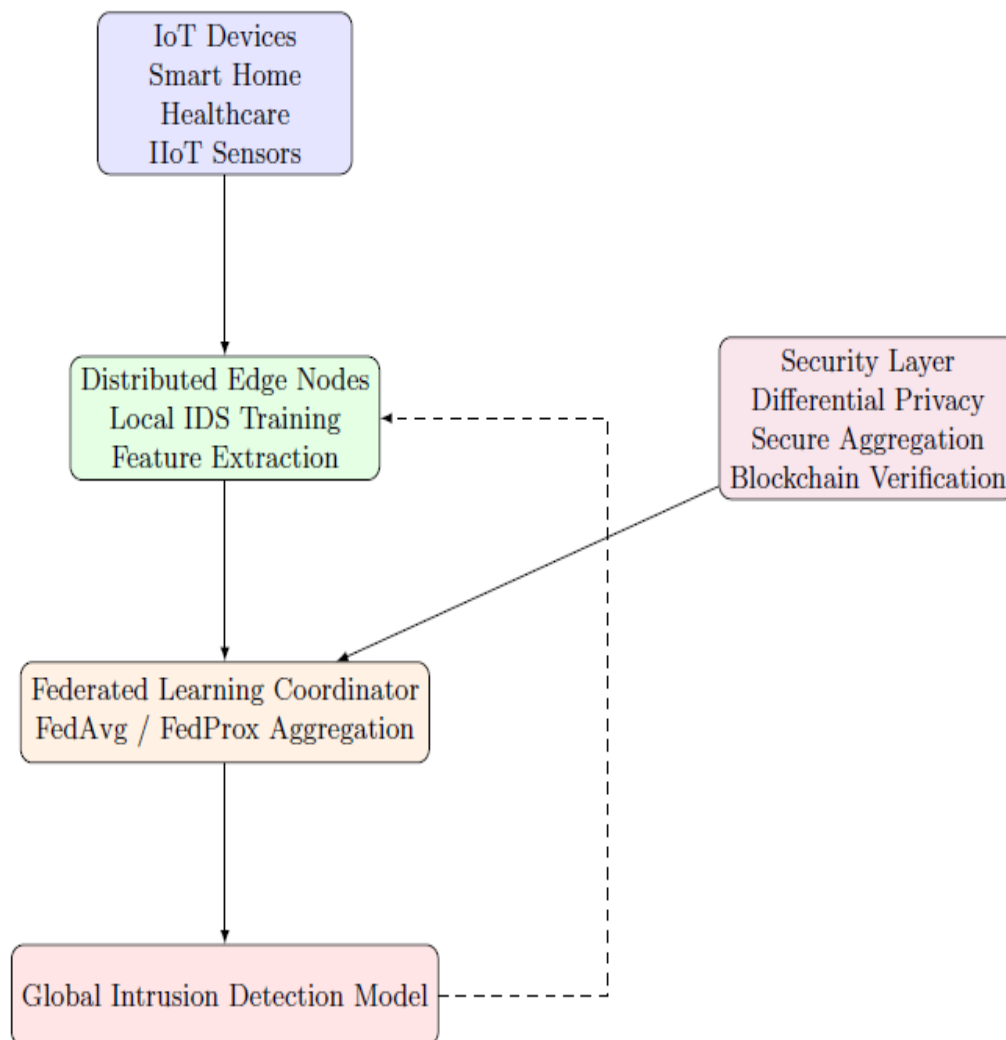 IoT Devices
Smart Home
Healthcare
IIoT Sensors
Distributed Edge Nodes
Local IDS Training
Feature Extraction
Security Layer
Differential Privacy
Secure Aggregation
Blockchain Verification
Federated Learning Coordinator
FedAvg / FedProx Aggregation
Global Intrusion Detection Model